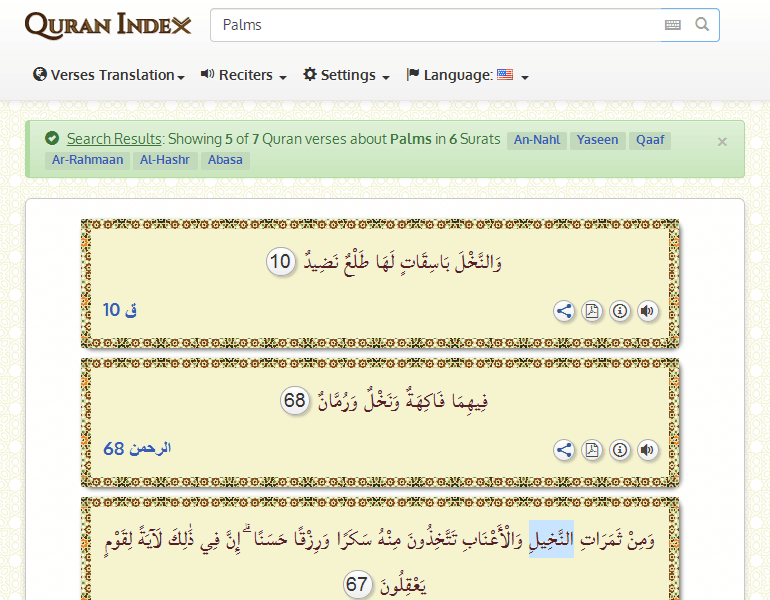 QURAN INDEX
Palms
Verses Translation
Reciters
Settings
Language:
Search Results: Showing 5 of 7 Quran verses about Palms in 6 Surats An-Nahl Yaseen Qaaf ×
Ar-Rahmaan Al-Hashr Abasa
وَالنَّخْلَ بَاسِقَاتٍ لَهَا طَلْعٌ نَضِيدٌ 10
ق 10
فِيهِمَا فَاكِهَةٌ وَنَخْلٌ وَرُمَّانٌ 68
الرحمن 68
وَمِنْ ثَمَرَاتِ النَّخِيلِ وَالْأَعْنَابِ تَتَّخِذُونَ مِنْهُ سَكَرًا وَرِزْقًا حَسَنًا ۗ إِنَّ فِي ذَٰلِكَ لَآيَةً لِقَوْمٍ
يَعْقِلُونَ 67